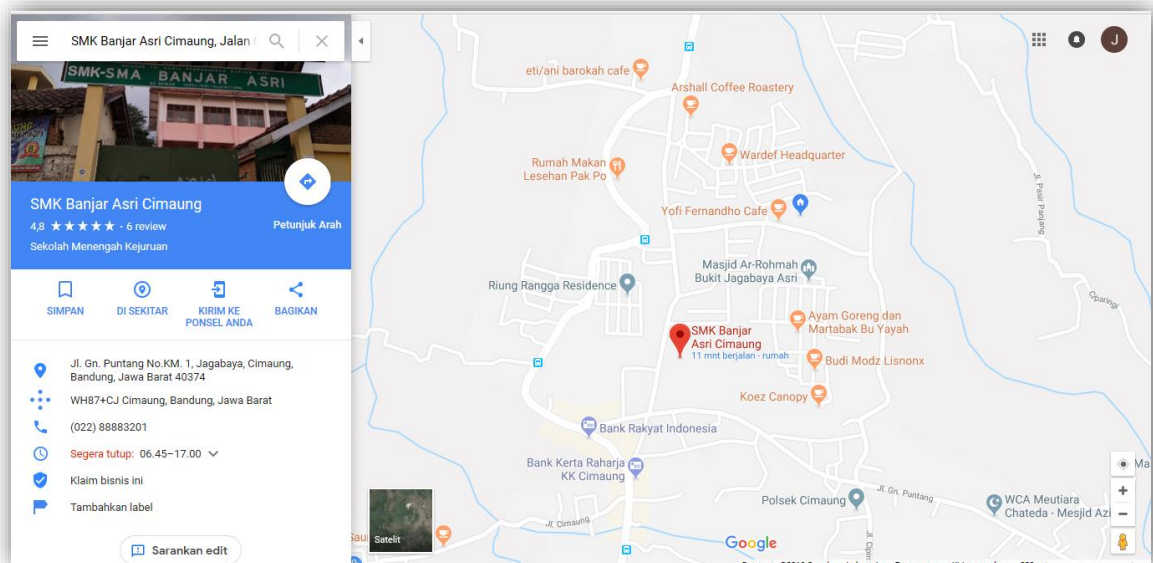 SMK Banjar Asri Cimaung, Jalan
SMK-SMA BANJAR ASRI
SMK Banjar Asri Cimaung
4,8 ★★★★★ · 6 review
Petunjuk Arah
Sekolah Menengah Kejuruan
SIMPAN
DI SEKITAR
KIRIM KE
PONSEL ANDA
BAGIKAN
Jl. Gn. Puntang No.KM. 1, Jagabaya, Cimaung,
Bandung, Jawa Barat 40374
WH87+CJ Cimaung, Bandung, Jawa Barat
(022) 88883201
Segera tutup: 06.45–17.00
Klaim bisnis ini
Tambahkan label
Sarankan edit
J
eti/ani barokah cafe
Arshall Coffee Roastery
Wardef Headquarter
Rumah Makan
Lesehan Pak Po
Yofi Fernandho Cafe
Jl. Pasir Panjang
Masjid Ar-Rohmah
Bukit Jagabaya Asri
Riung Rangga Residence
Ciparingi
Ayam Goreng dan
Martabak Bu Yayah
SMK Banjar
Asri Cimaung
11 mnt berjalan - rumah
Budi Modz Lisnonx
Koez Canopy
Bank Rakyat Indonesia
Bank Kerta Raharja
KK Cimaung
Polsek Cimaung
Jl. Gn. Puntang
WCA Meutiara
Chateda - Mesjid Azi
Jl. Cimaung
Satelit
Google